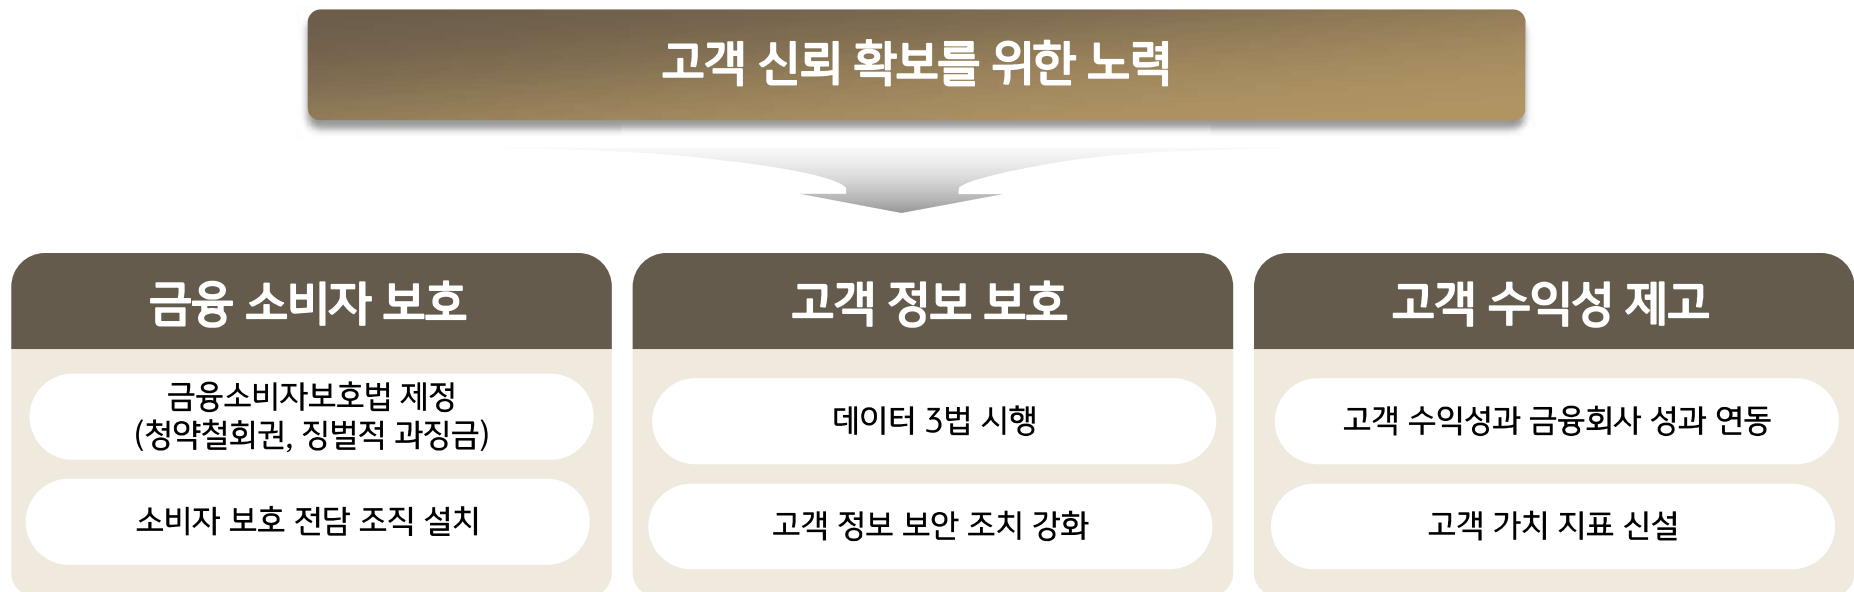 고객 신뢰 확보를 위한 노력
금융 소비자 보호
금융소비자보호법 제정
(청약철회권, 징벌적 과징금)
소비자 보호 전담 조직 설치
고객 정보 보호
데이터 3법 시행
고객 정보 보안 조치 강화
고객 수익성 제고
고객 수익성과 금융회사 성과 연동
고객 가치 지표 신설